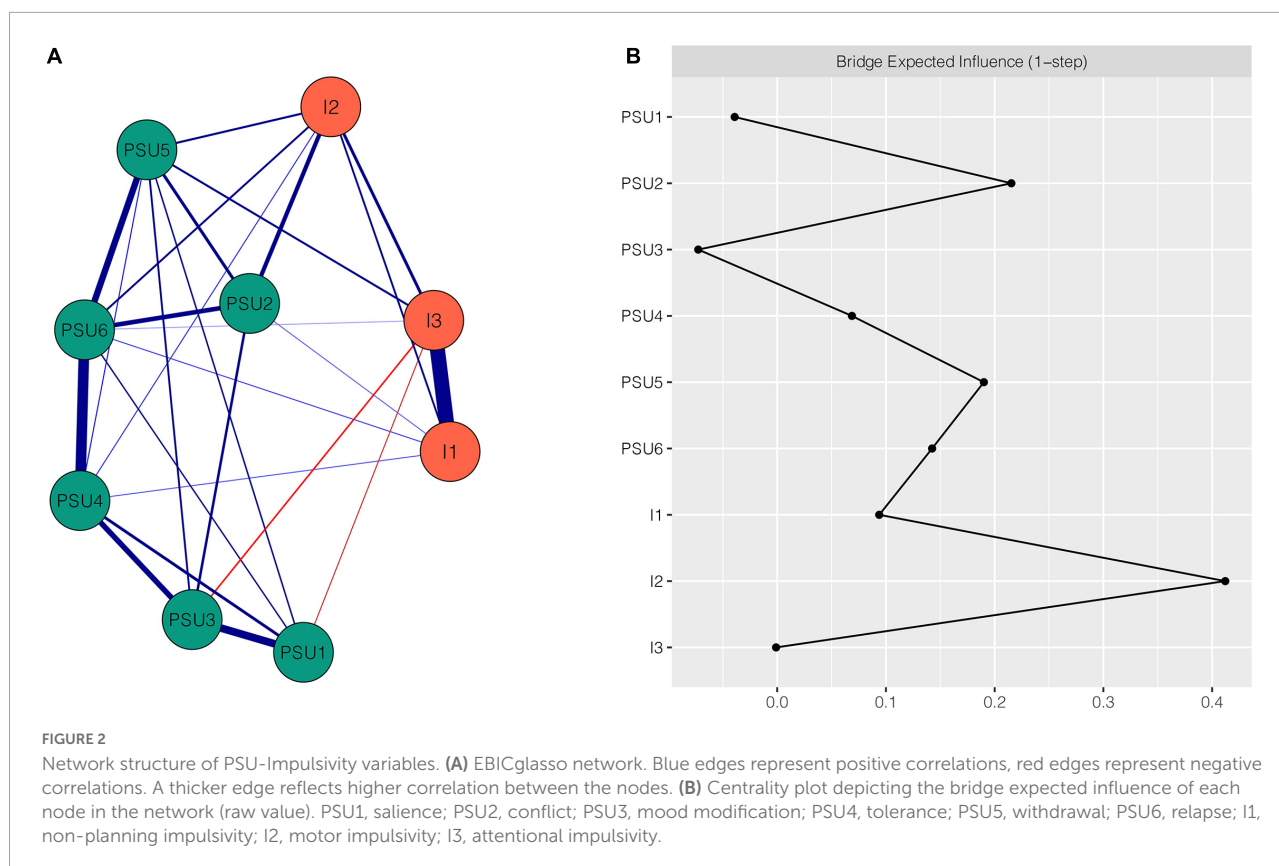 A
I2
PSU5
PSU2
I3
PSU6
I1
PSU4
PSU3
PSU1
B
Bridge Expected Influence (1−step)
PSU1
PSU2
PSU3
PSU4
PSU5
PSU6
I1
I2
I3
0.0 0.1 0.2 0.3 0.4
FIGURE 2
Network structure of PSU-Impulsivity variables. (A) EBICglasso network. Blue edges represent positive correlations, red edges represent negative
correlations. A thicker edge reflects higher correlation between the nodes. (B) Centrality plot depicting the bridge expected influence of each
node in the network (raw value). PSU1, salience; PSU2, conflict; PSU3, mood modification; PSU4, tolerance; PSU5, withdrawal; PSU6, relapse; I1,
non-planning impulsivity; I2, motor impulsivity; I3, attentional impulsivity.